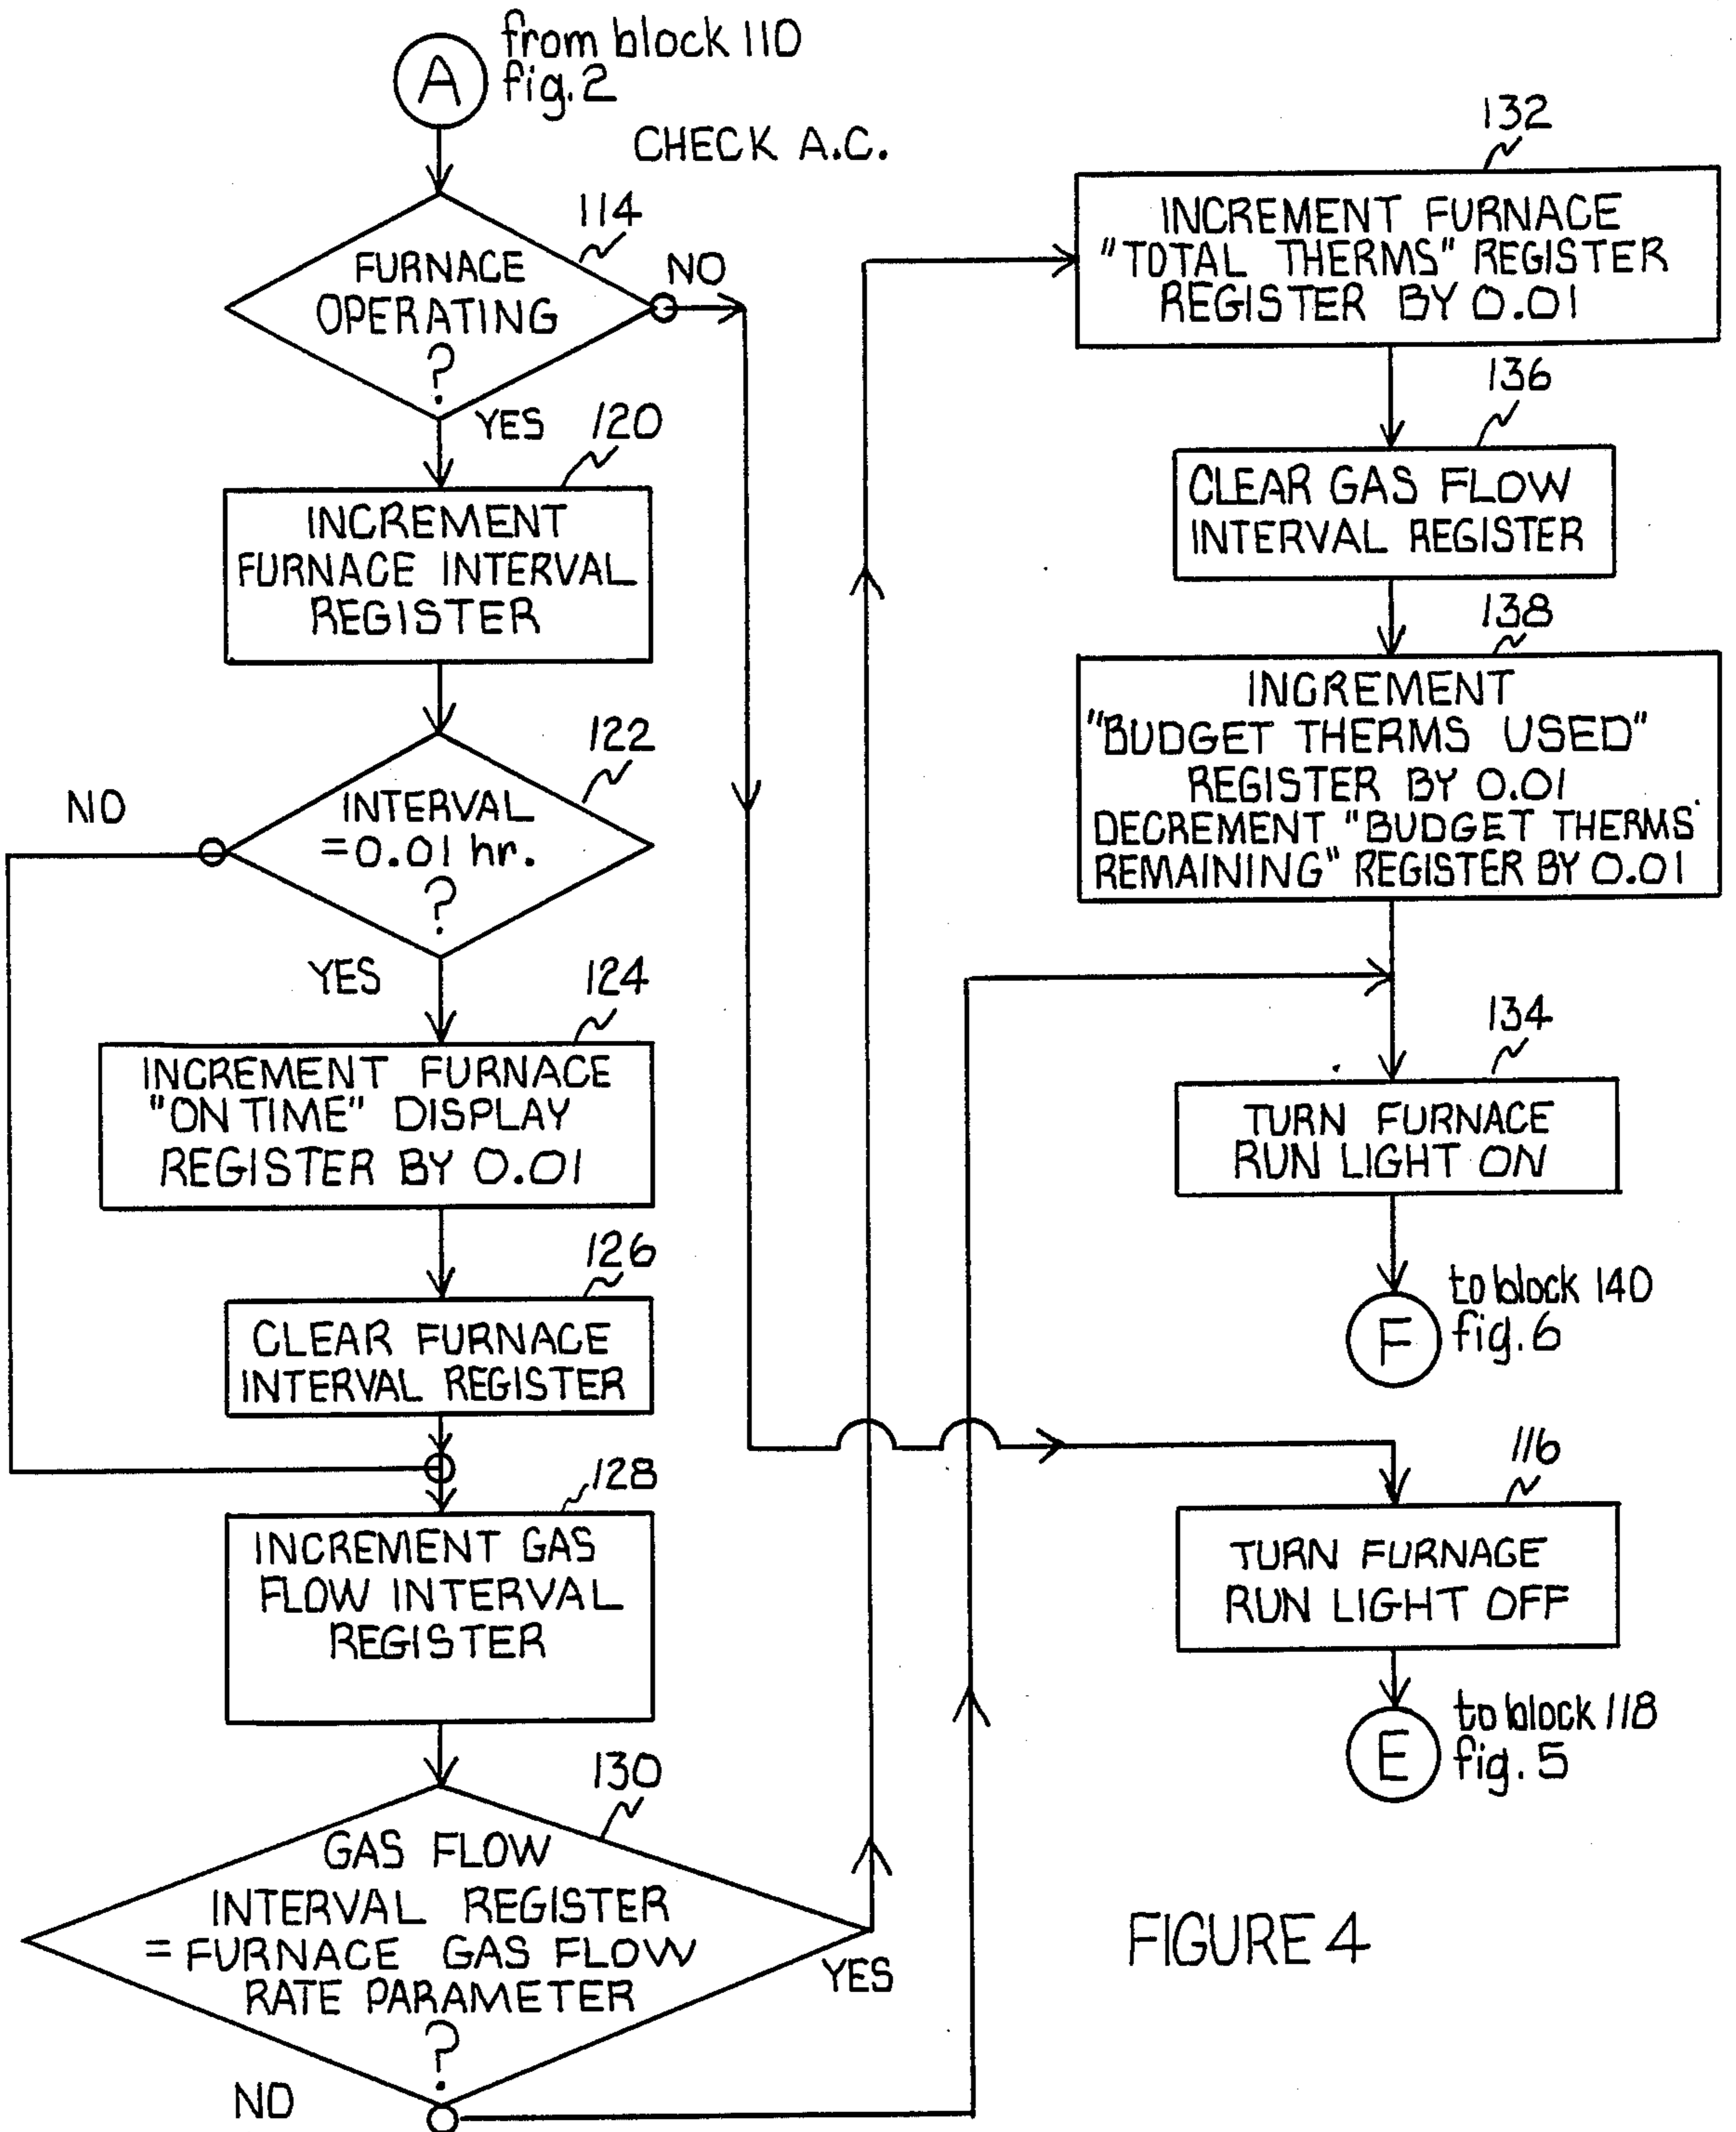 A
from block 110
fig. 2
CHECK A.C.
114
FURNACE
OPERATING
?
NO
YES
120
INCREMENT
FURNACE INTERVAL
REGISTER
122
NO
INTERVAL
=0.01 hr.
?
YES
124
INCREMENT FURNACE
"ON TIME" DISPLAY
REGISTER BY 0.01
126
CLEAR FURNACE
INTERVAL REGISTER
128
INCREMENT GAS
FLOW INTERVAL
REGISTER
130
GAS FLOW
INTERVAL REGISTER
= FURNACE GAS FLOW
RATE PARAMETER
?
YES
NO
132
INCREMENT FURNACE
"TOTAL THERMS" REGISTER
REGISTER BY 0.01
136
CLEAR GAS FLOW
INTERVAL REGISTER
138
INCREMENT
"BUDGET THERMS USED"
REGISTER BY 0.01
DECREMENT "BUDGET THERMS
REMAINING" REGISTER BY 0.01
134
TURN FURNACE
RUN LIGHT ON
F
to block 140
fig. 6
116
TURN FURNAGE
RUN LIGHT OFF
E
to block 118
fig. 5
FIGURE 4